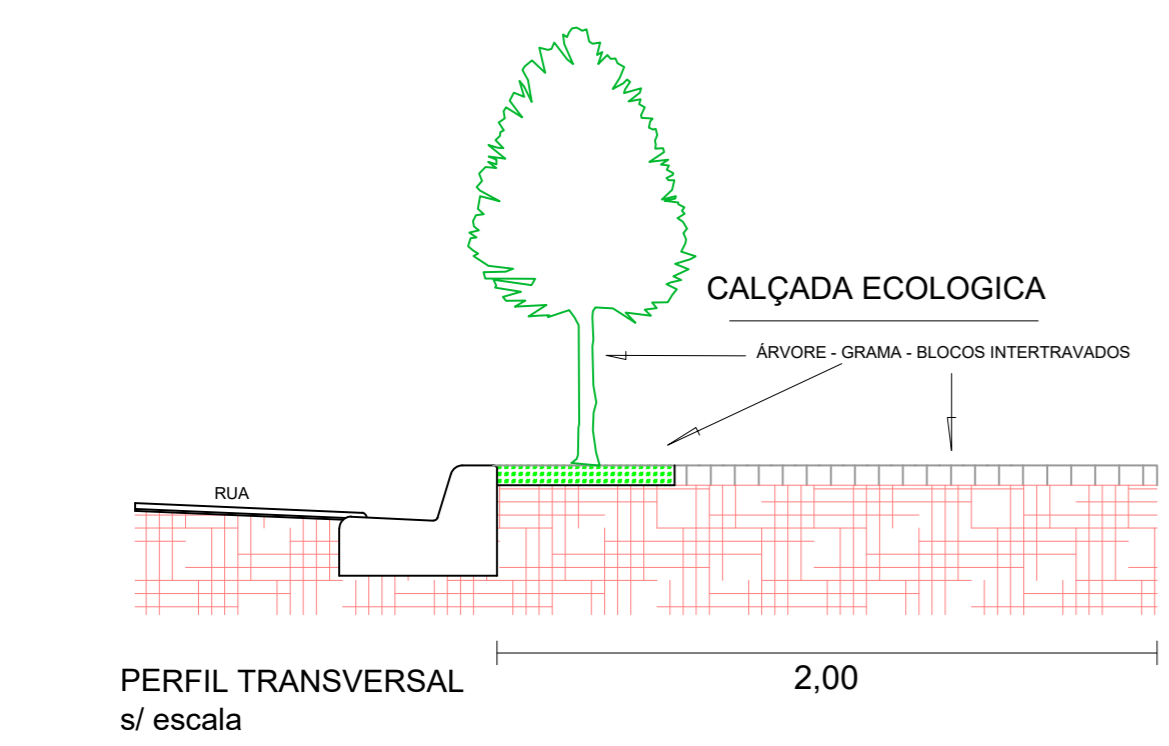 CALÇADA ECOLOGICA
ÁRVORE - GRAMA - BLOCOS INTERTRAVADOS
RUA
2,00
PERFIL TRANSVERSAL
s/ escala